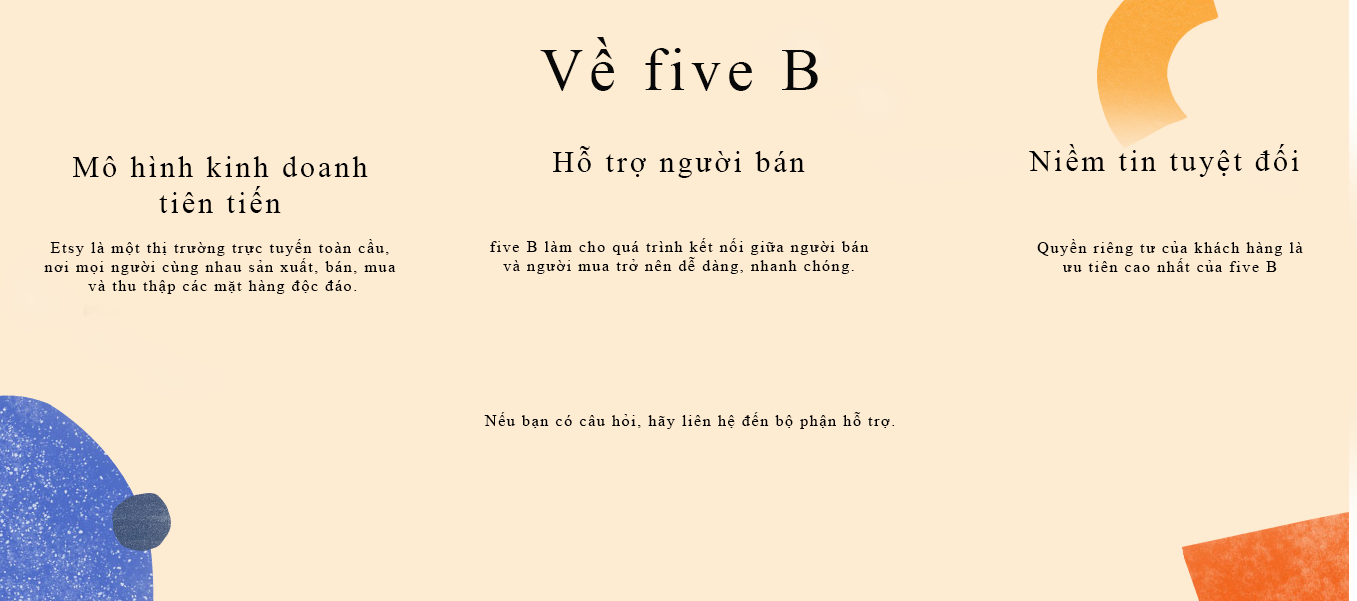 Về five B
Mô hình kinh doanh
tiên tiến
Etsy là một thị trường trực tuyến toàn cầu,
nơi mọi người cùng nhau sản xuất, bán, mua
và thu thập các mặt hàng độc đáo.
Hỗ trợ người bán
five B làm cho quá trình kết nối giữa người bán
và người mua trở nên dễ dàng, nhanh chóng.
Niềm tin tuyệt đối
Quyền riêng tư của khách hàng là
ưu tiên cao nhất của five B
Nếu bạn có câu hỏi, hãy liên hệ đến bộ phận hỗ trợ.